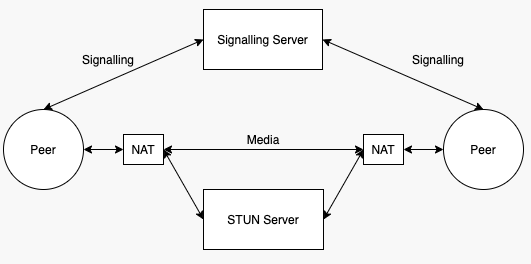 Signalling Server
Signalling
Signalling
Peer
NAT
Media
NAT
Peer
STUN Server